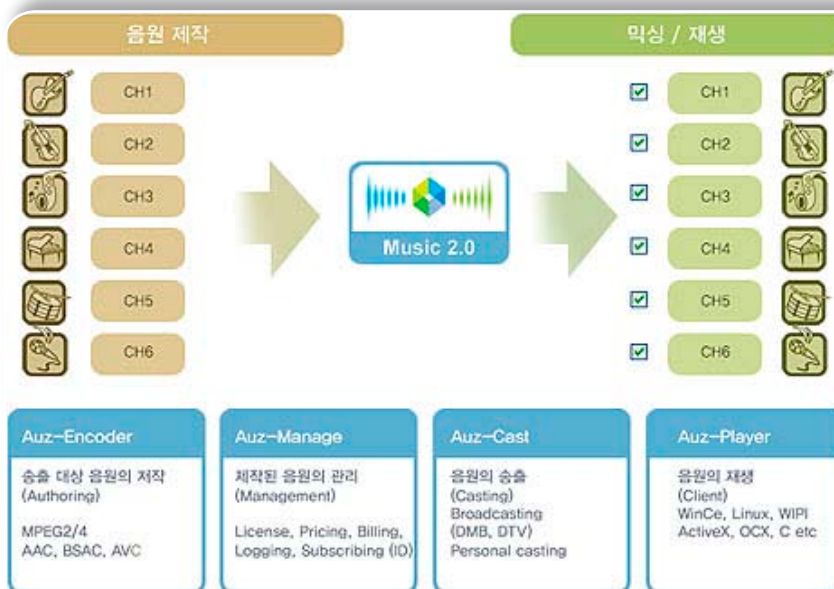 음원 제작
믹싱 / 재생
CH1
CH2
CH3
CH4
CH5
CH6
Music 2.0
CH1
CH2
CH3
CH4
CH5
CH6
Auz-Encoder
송출 대상 음원의 저작
(Authoring)
MPEG2/4
AAC, BSAC, AVC
Auz-Manage
제작된 음원의 관리
(Management)
License, Pricing, Billing,
Logging, Subscribing (ID)
Auz-Cast
음원의 송출
(Casting)
Broadcasting
(DMB, DTV)
Personal casting
Auz-Player
음원의 재생
(Client)
WinCe, Linux, WIPI
ActiveX, OCX, C etc